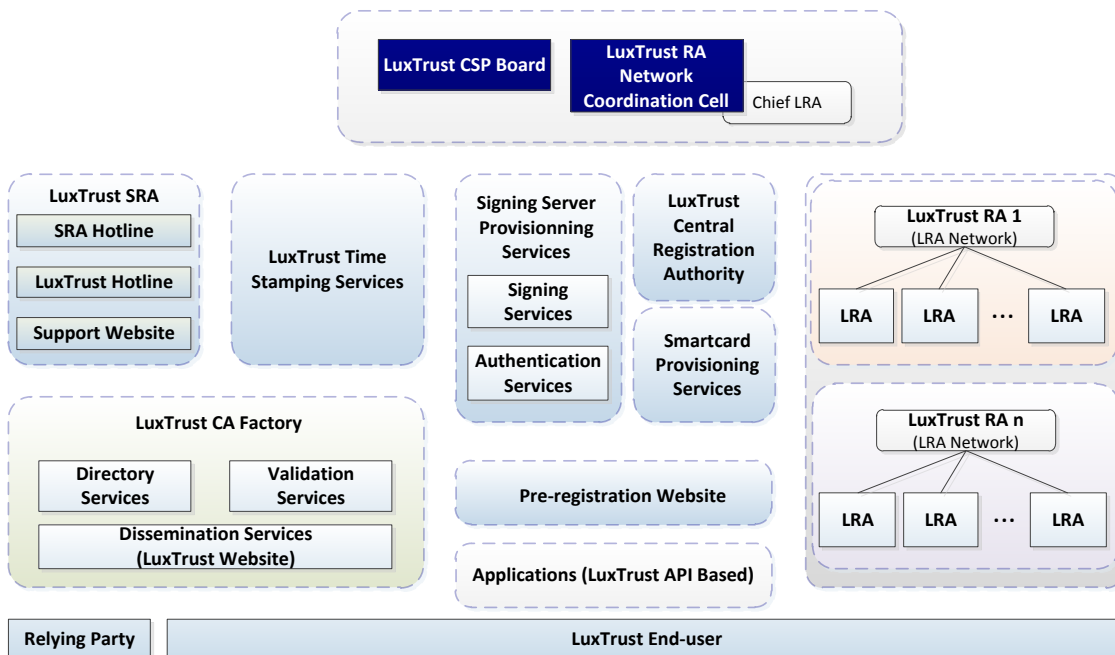 LuxTrust CSP Board
LuxTrust RA
Network
Coordination Cell
Chief LRA
LuxTrust SRA
SRA Hotline
LuxTrust Hotline
Support Website
LuxTrust Time
Stamping Services
Signing Server
Provisionning
Services
Signing
Services
Authentication
Services
LuxTrust
Central
Registration
Authority
Smartcard
Provisioning
Services
LuxTrust RA 1
(LRA Network)
LRA
LRA
...
LRA
LuxTrust RA n
(LRA Network)
LRA
LRA
...
LRA
LuxTrust CA Factory
Directory
Services
Validation
Services
Dissemination Services
(LuxTrust Website)
Pre-registration Website
Applications (LuxTrust API Based)
Relying Party
LuxTrust End-user